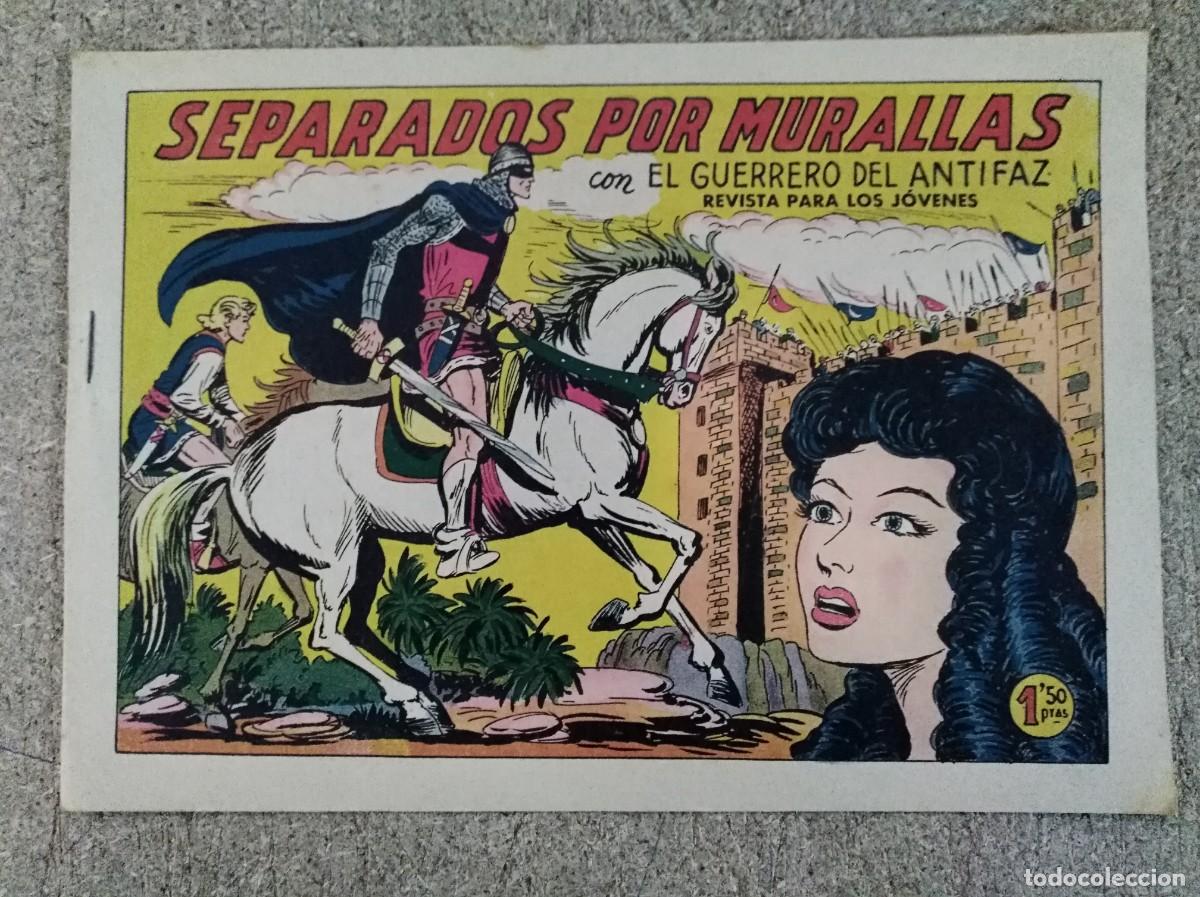 SEPARADOS POR MURALLAS
con EL GUERRERO DEL ANTIFAZ
REVISTA PARA LOS JÓVENES
1'50
PTAS
todocoleccion